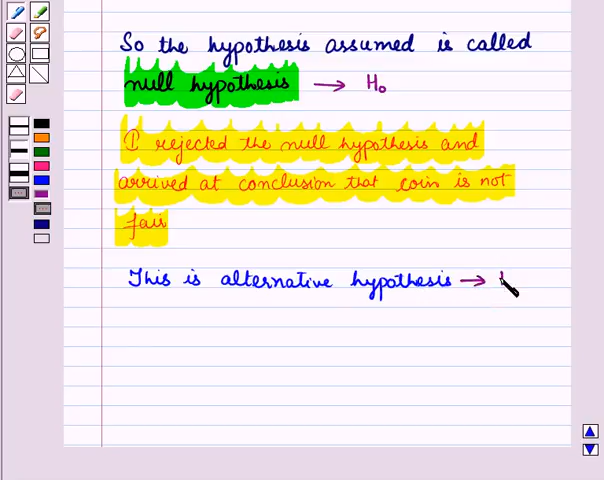 So the hypothesis assumed is called
null hypothesis → H₀
I rejected the null hypothesis and
arrived at conclusion that coin is not
fair
This is alternative hypothesis →